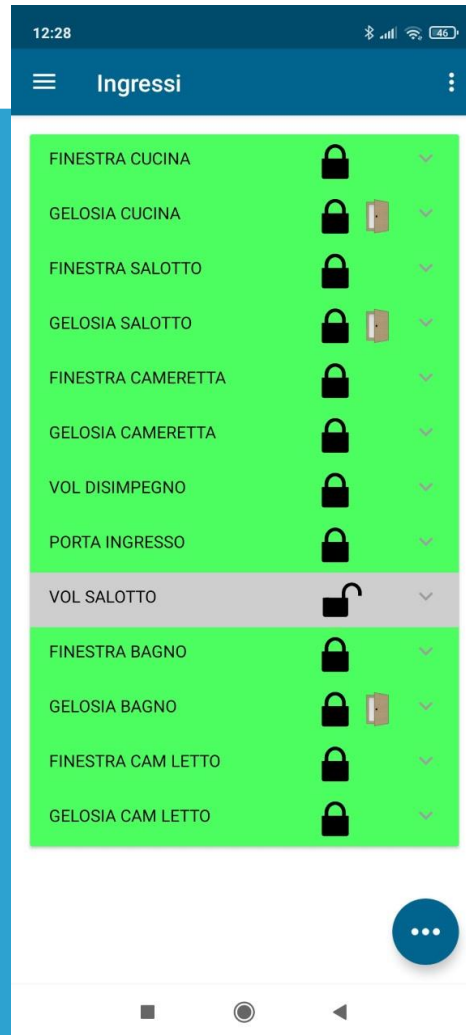 12:28
46
Ingressi
FINESTRA CUCINA
GELOSIA CUCINA
FINESTRA SALOTTO
GELOSIA SALOTTO
FINESTRA CAMERETTA
GELOSIA CAMERETTA
VOL DISIMPEGNO
PORTA INGRESSO
VOL SALOTTO
FINESTRA BAGNO
GELOSIA BAGNO
FINESTRA CAM LETTO
GELOSIA CAM LETTO